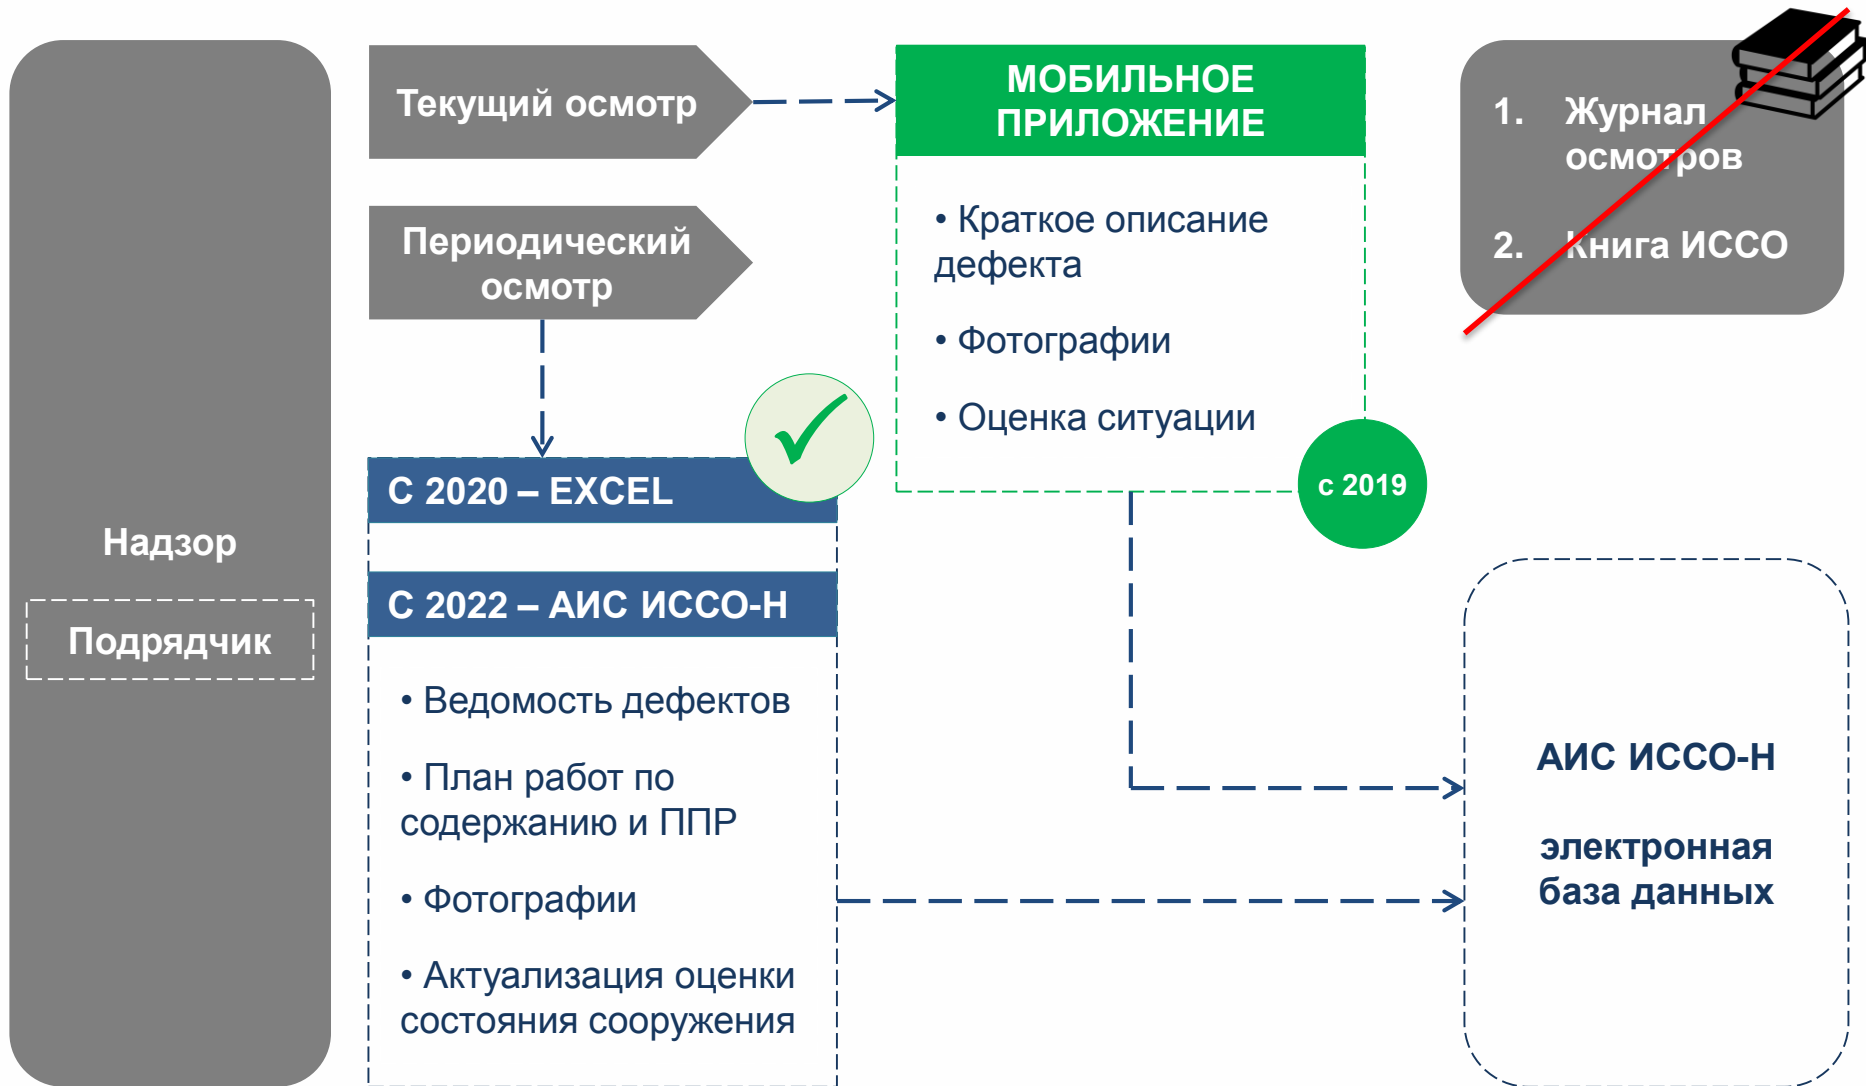 Надзор
Подрядчик
Текущий осмотр
Периодический
осмотр
МОБИЛЬНОЕ
ПРИЛОЖЕНИЕ
• Краткое описание
дефекта
• Фотографии
• Оценка ситуации
с 2019
1. Журнал
осмотров
2. Книга ИССО
С 2020 – EXCEL
С 2022 – АИС ИССО-Н
• Ведомость дефектов
• План работ по
содержанию и ППР
• Фотографии
• Актуализация оценки
состояния сооружения
АИС ИССО-Н
электронная
база данных